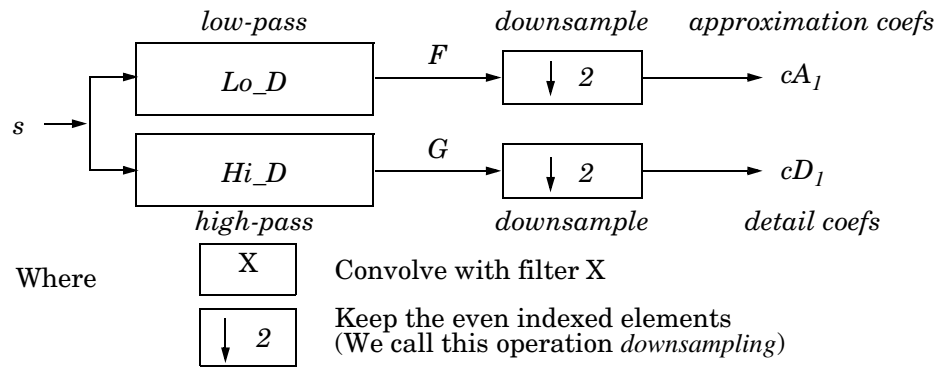 low-pass downsample approximation coefs
Lo_D F ↓ 2 cA1
s
Hi_D G ↓ 2 cD1
high-pass downsample detail coefs
Where X Convolve with filter X
↓ 2 Keep the even indexed elements
(We call this operation downsampling)